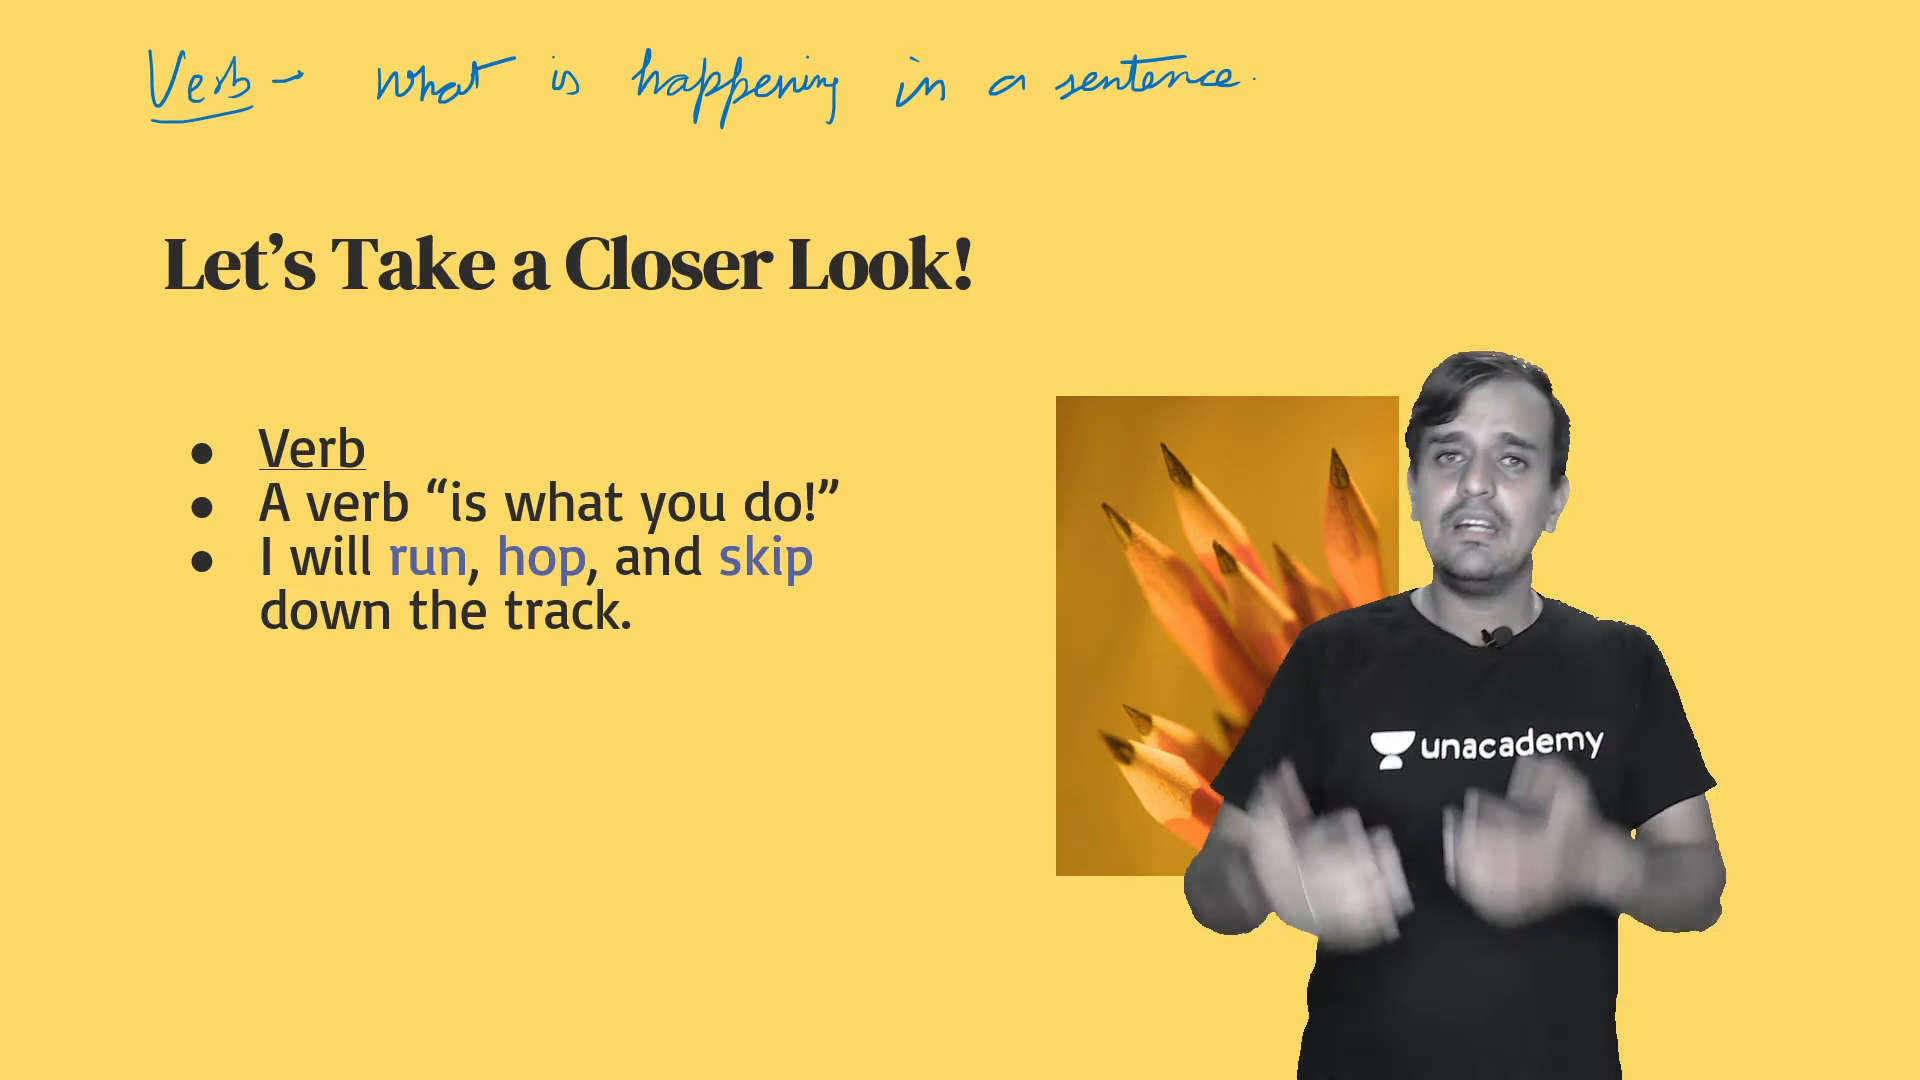 Verb - what is happening in a sentence.
Let’s Take a Closer Look!
● Verb
● A verb “is what you do!”
● I will run, hop, and skip
down the track.
unacademy